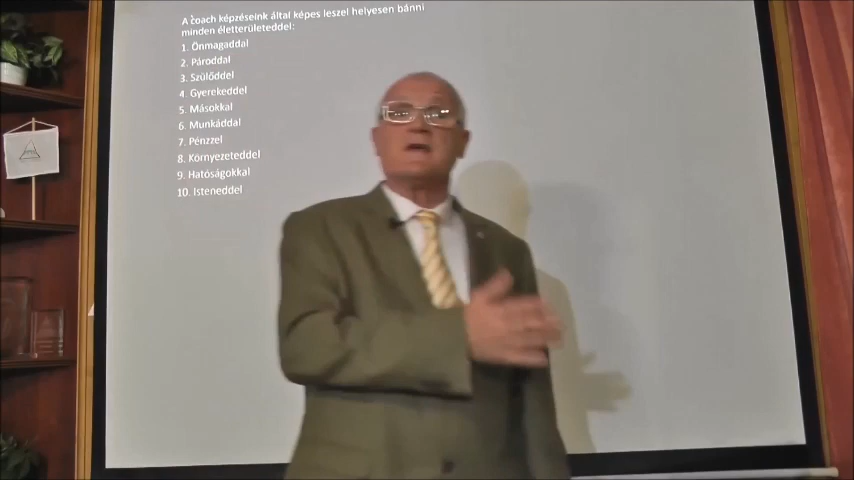 A coach képzéseink által képes leszel helyesen bánni
minden életterületeddel:
1. Önmagaddal
2. Pároddal
3. Szülőddel
4. Gyerekeddel
5. Másokkal
6. Munkáddal
7. Pénzzel
8. Környezeteddel
9. Hatóságokkal
10. Isteneddel